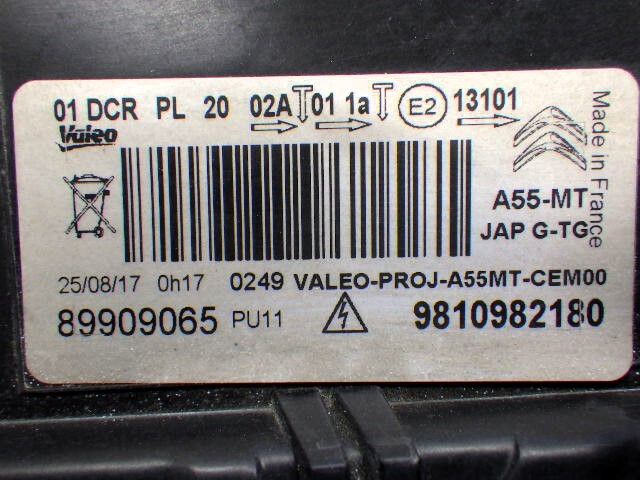 01 DCR PL 20 02A 01 1a E2 13101
Valeo
Made in France
A55-MT
JAP G-TG
25/08/17 0h17 0249 VALEO-PROJ-A55MT-CEM00
89909065 PU11 9810982180